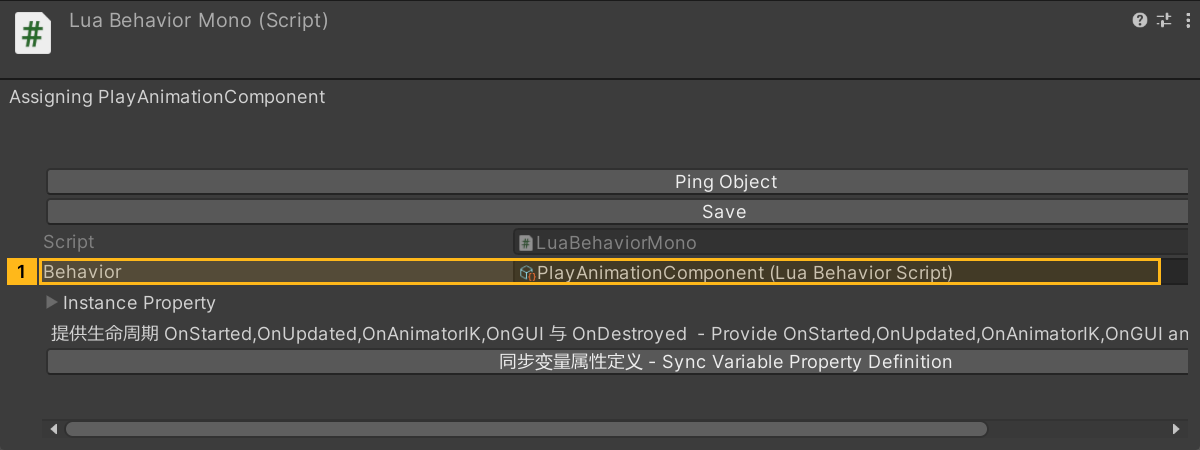 Lua Behavior Mono (Script)
Assigning PlayAnimationComponent
Ping Object
Save
Script LuaBehaviorMono
1 Behavior PlayAnimationComponent (Lua Behavior Script)
Instance Property
提供生命周期 OnStarted,OnUpdated,OnAnimatorIK,OnGUI 与 OnDestroyed - Provide OnStarted,OnUpdated,OnAnimatorIK,OnGUI an
同步变量属性定义 - Sync Variable Property Definition